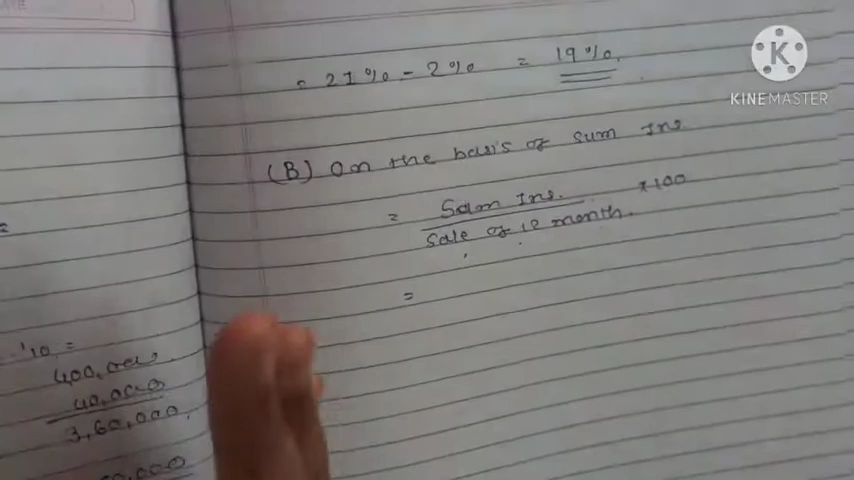 = 21% - 2% = 19%.
(B) On the basis of sum Ins
= Sum Ins. / Sale of 12 month. × 100
=
10 =
400,000
40,000
3,60,000
K
KINEMASTER